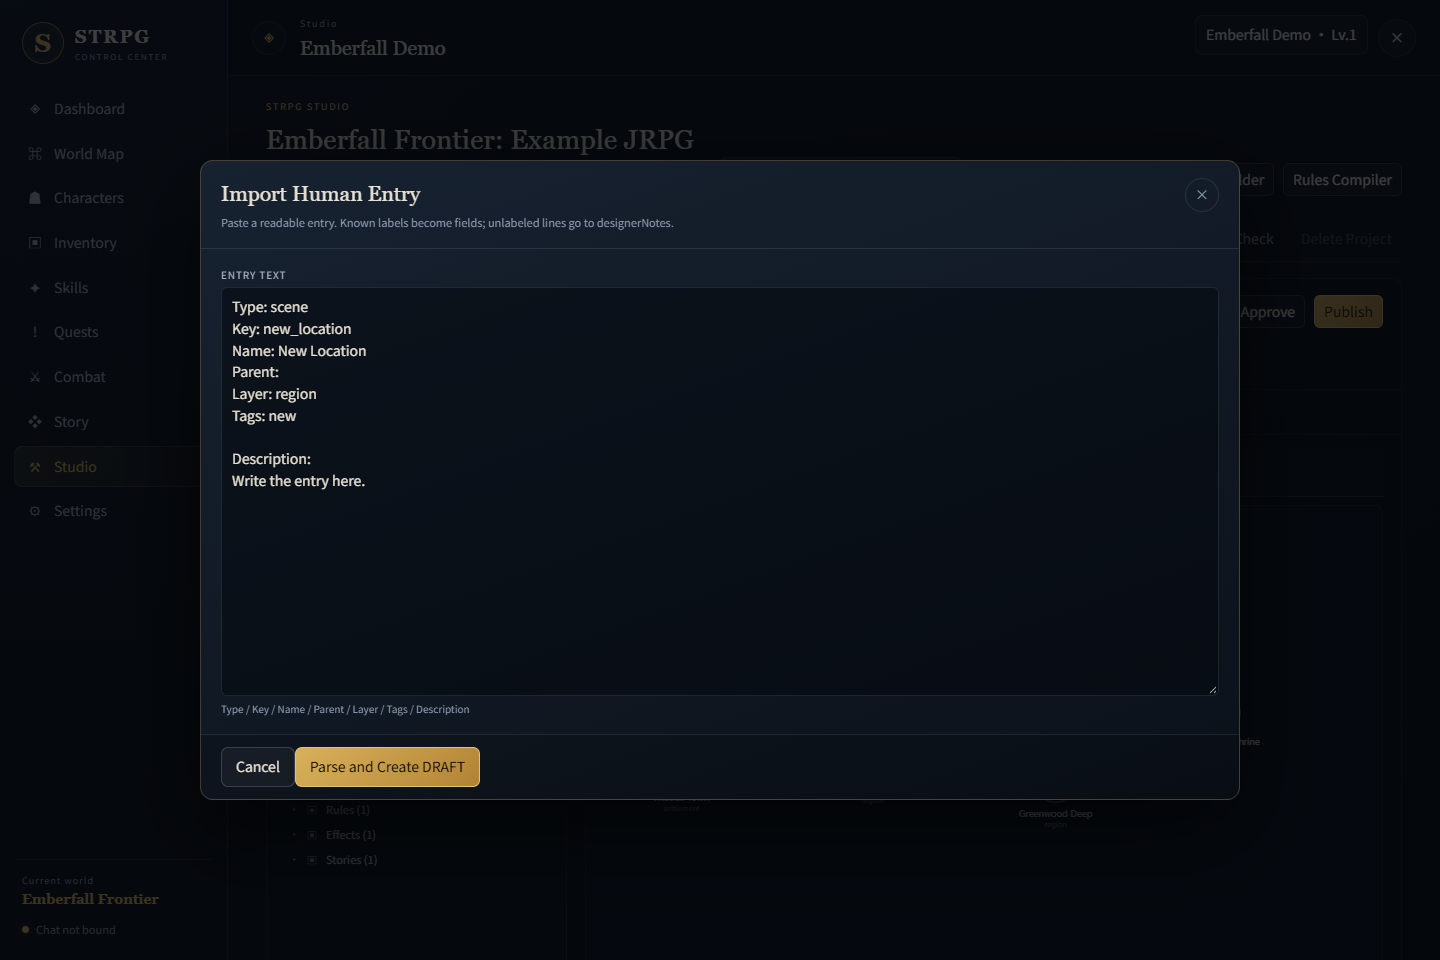 S
STRPG
CONTROL CENTER
Dashboard
World Map
Characters
Inventory
Skills
Quests
Combat
Story
Studio
Settings
Current world
Emberfall Frontier
Chat not bound
Studio
Emberfall Demo
Emberfall Demo • Lv.1
STRPG STUDIO
Emberfall Frontier: Example JRPG
Rules Compiler
Delete Project
Approve
Publish
Import Human Entry
Paste a readable entry. Known labels become fields; unlabeled lines go to designerNotes.
ENTRY TEXT
Type: scene
Key: new_location
Name: New Location
Parent:
Layer: region
Tags: new
Description:
Write the entry here.
Type / Key / Name / Parent / Layer / Tags / Description
Cancel
Parse and Create DRAFT
Rules (1)
Effects (1)
Stories (1)
Greenwood Deep
region